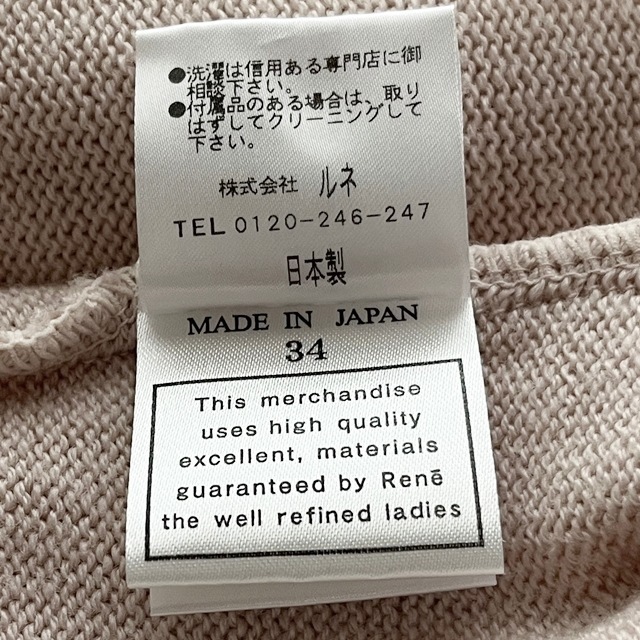 ●洗濯は信用ある専門店に御
相談下さい。
●付属品のある場合は、取り
はずしてクリーニングして
下さい。
株式会社 ルネ
TEL 0120-246-247
日本製
MADE IN JAPAN
34
This merchandise
uses high quality
excellent, materials
guaranteed by Renē
the well refined ladies